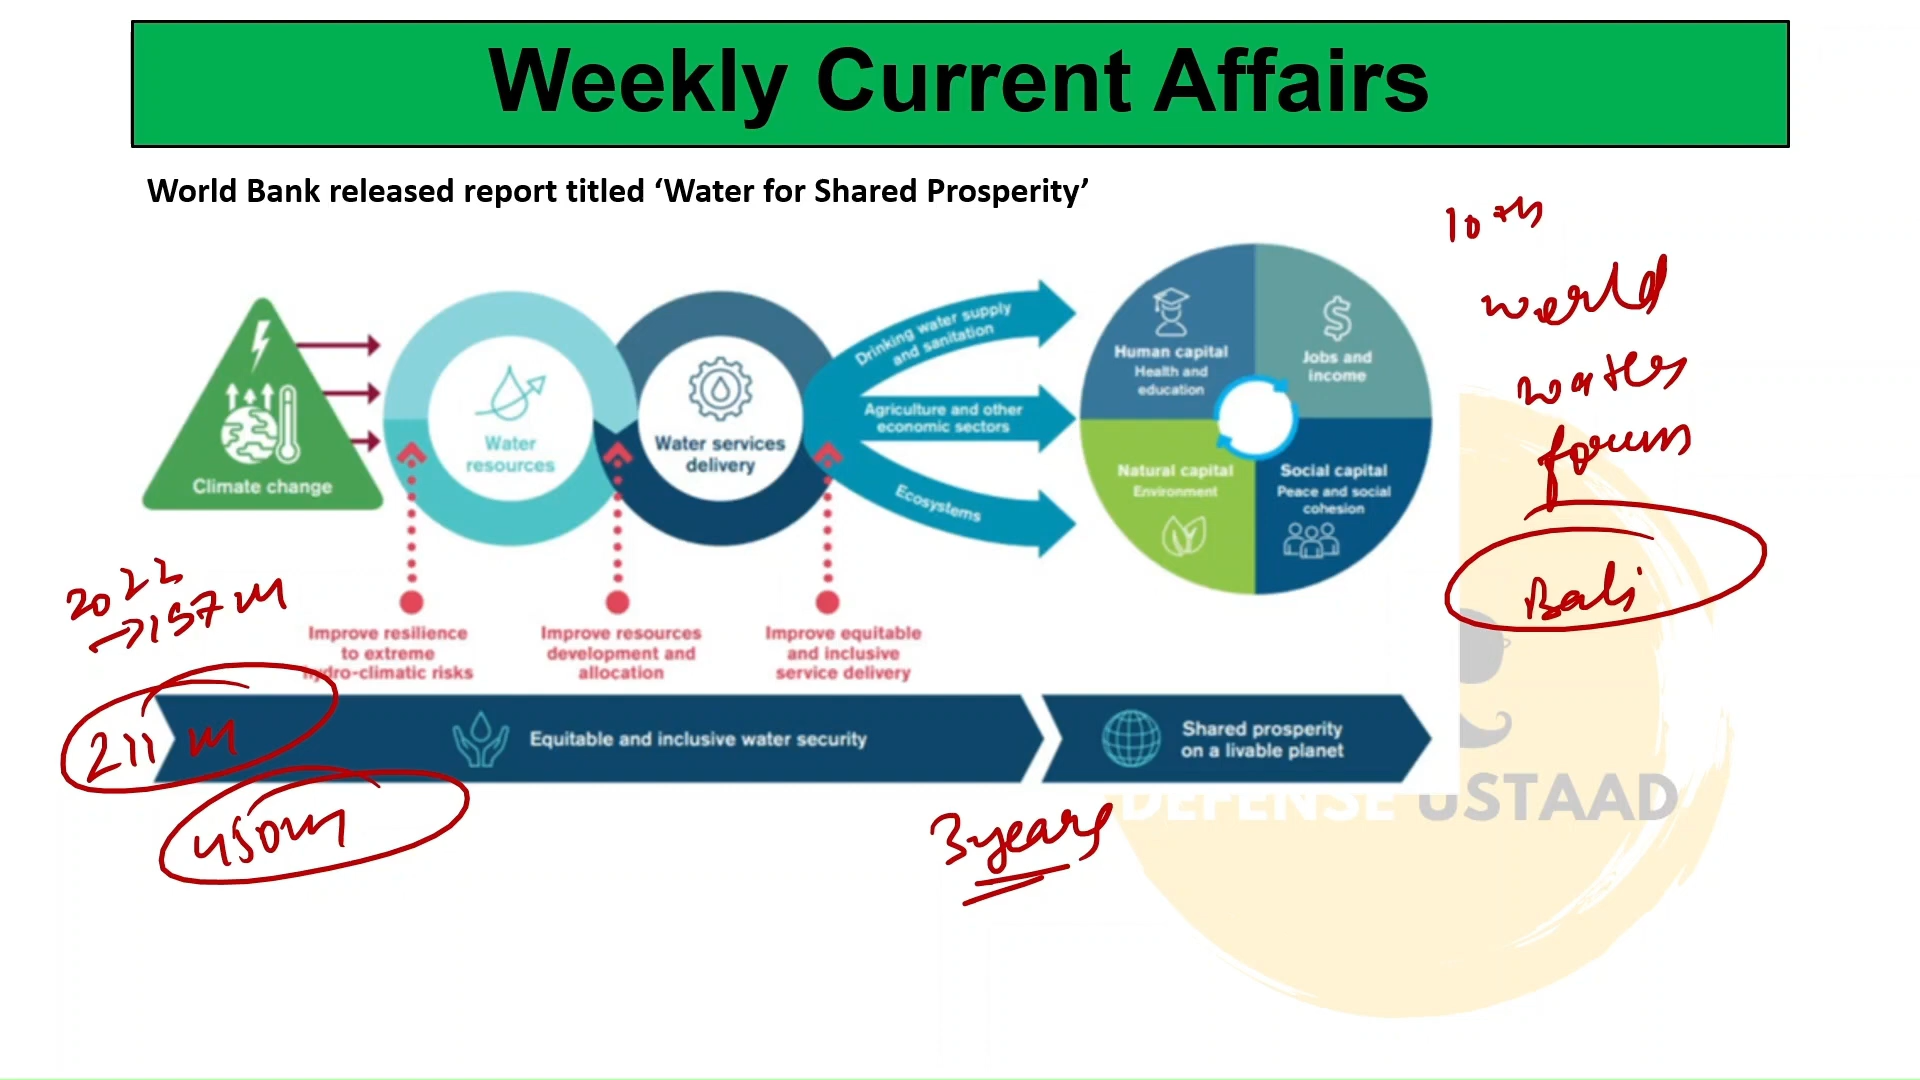 Weekly Current Affairs
World Bank released report titled ‘Water for Shared Prosperity’
10th
world
water
forum
Bali
Climate change
Water
resources
Water services
delivery
Drinking water supply
and sanitation
Agriculture and other
economic sectors
Ecosystems
Human capital
Health and
education
Jobs and
income
Natural capital
Environment
Social capital
Peace and social
cohesion
2022
→157 M
Improve resilience
to extreme
hydro-climatic risks
Improve resources
development and
allocation
Improve equitable
and inclusive
service delivery
211 M
450m
Equitable and inclusive water security
Shared prosperity
on a livable planet
3 years
DEFENSE USTAAD